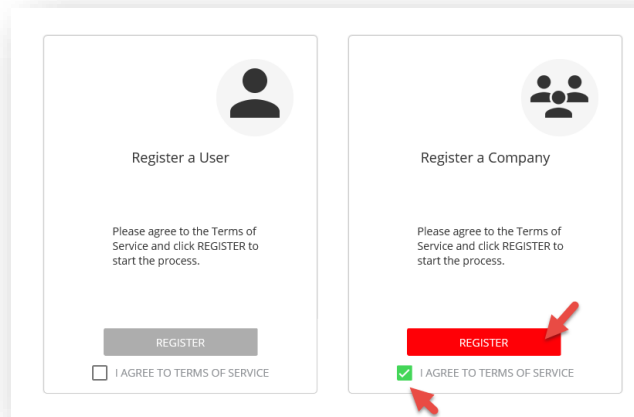 Register a User
Please agree to the Terms of
Service and click REGISTER to
start the process.
REGISTER
I AGREE TO TERMS OF SERVICE
Register a Company
Please agree to the Terms of
Service and click REGISTER to
start the process.
REGISTER
I AGREE TO TERMS OF SERVICE